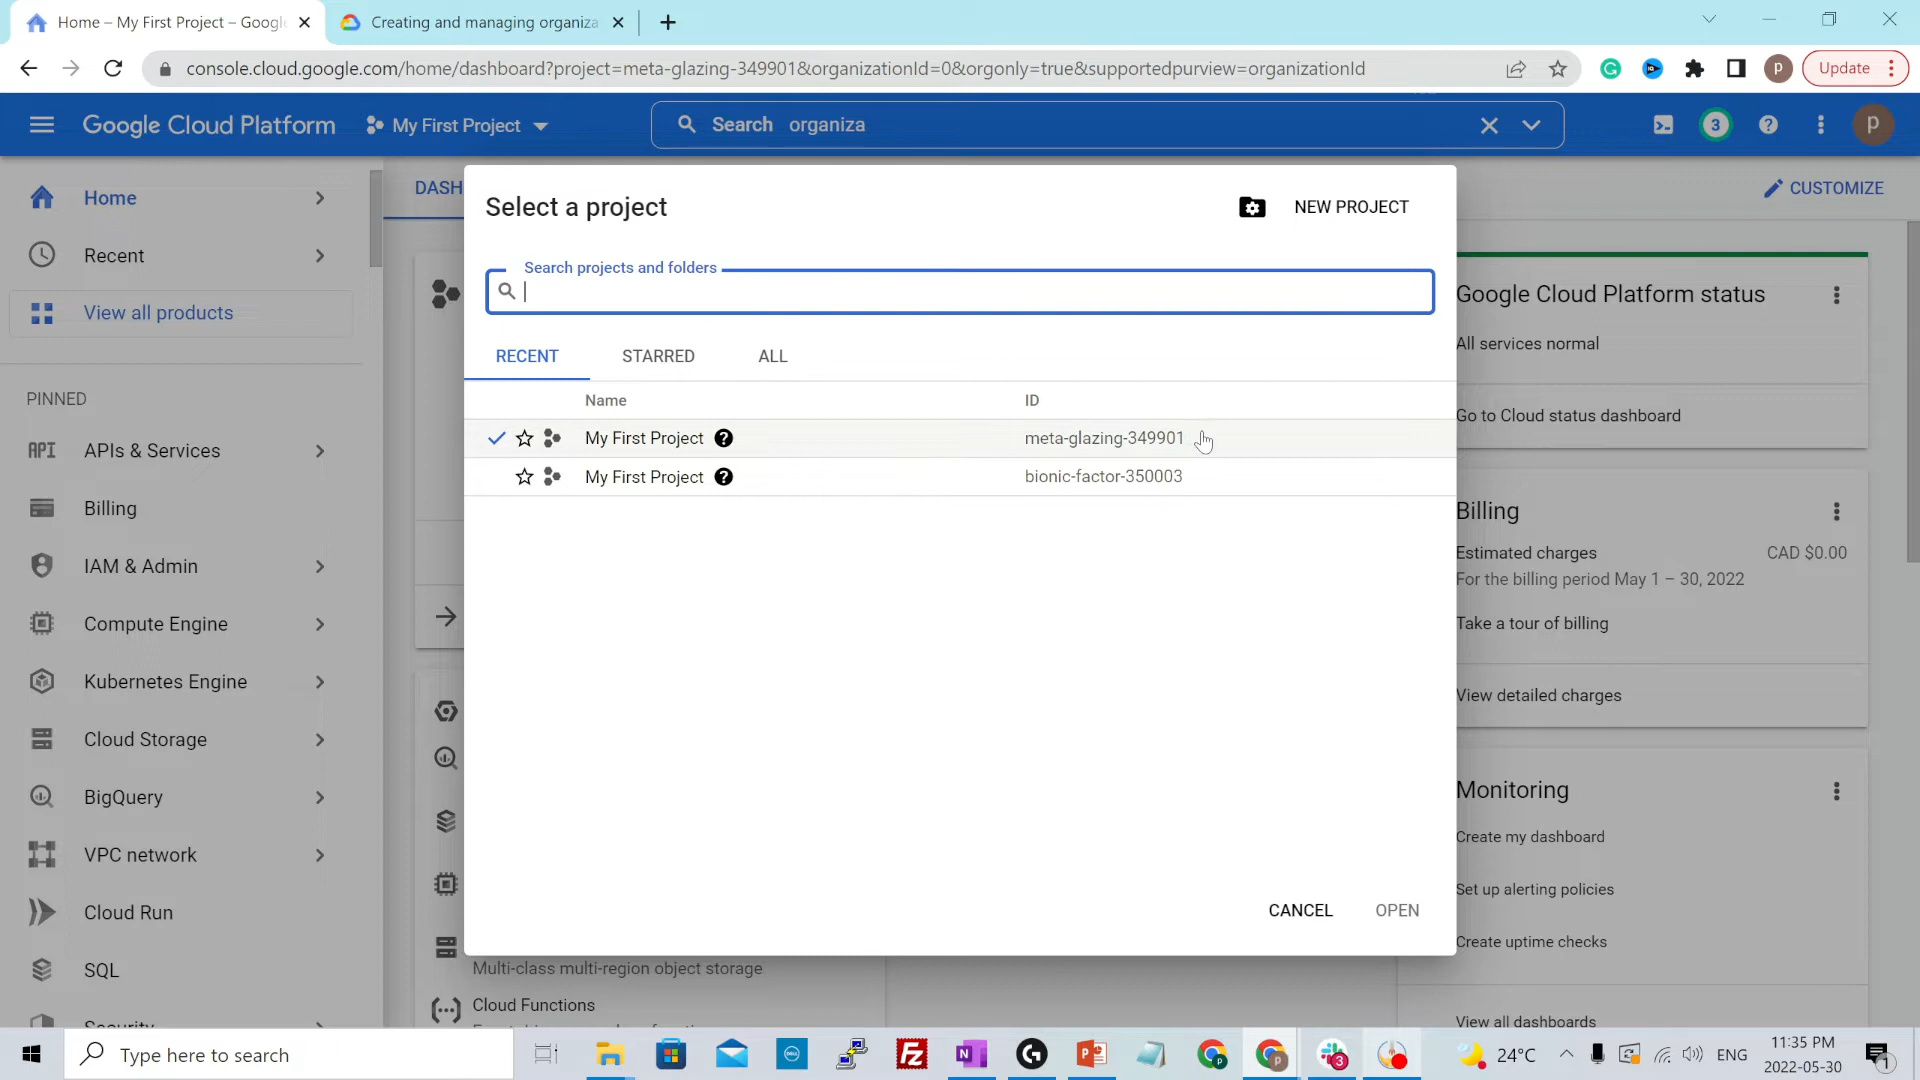 Home – My First Project – Google
Creating and managing organiza
console.cloud.google.com/home/dashboard?project=meta-glazing-349901&organizationId=0&orgonly=true&supportedpurview=organizationId
P
Update
Google Cloud Platform
My First Project
Search organiza
3
P
Home
Recent
View all products
PINNED
API APIs & Services
Billing
IAM & Admin
Compute Engine
Kubernetes Engine
Cloud Storage
BigQuery
VPC network
Cloud Run
SQL
Security
DASH
CUSTOMIZE
Select a project
NEW PROJECT
Search projects and folders
RECENT
STARRED
ALL
Name
ID
My First Project
meta-glazing-349901
My First Project
bionic-factor-350003
CANCEL
OPEN
Multi-class multi-region object storage
Cloud Functions
Google Cloud Platform status
All services normal
Go to Cloud status dashboard
Billing
Estimated charges
CAD $0.00
For the billing period May 1 – 30, 2022
Take a tour of billing
View detailed charges
Monitoring
Create my dashboard
Set up alerting policies
Create uptime checks
View all dashboards
Type here to search
24°C
ENG
11:35 PM
2022-05-30
1